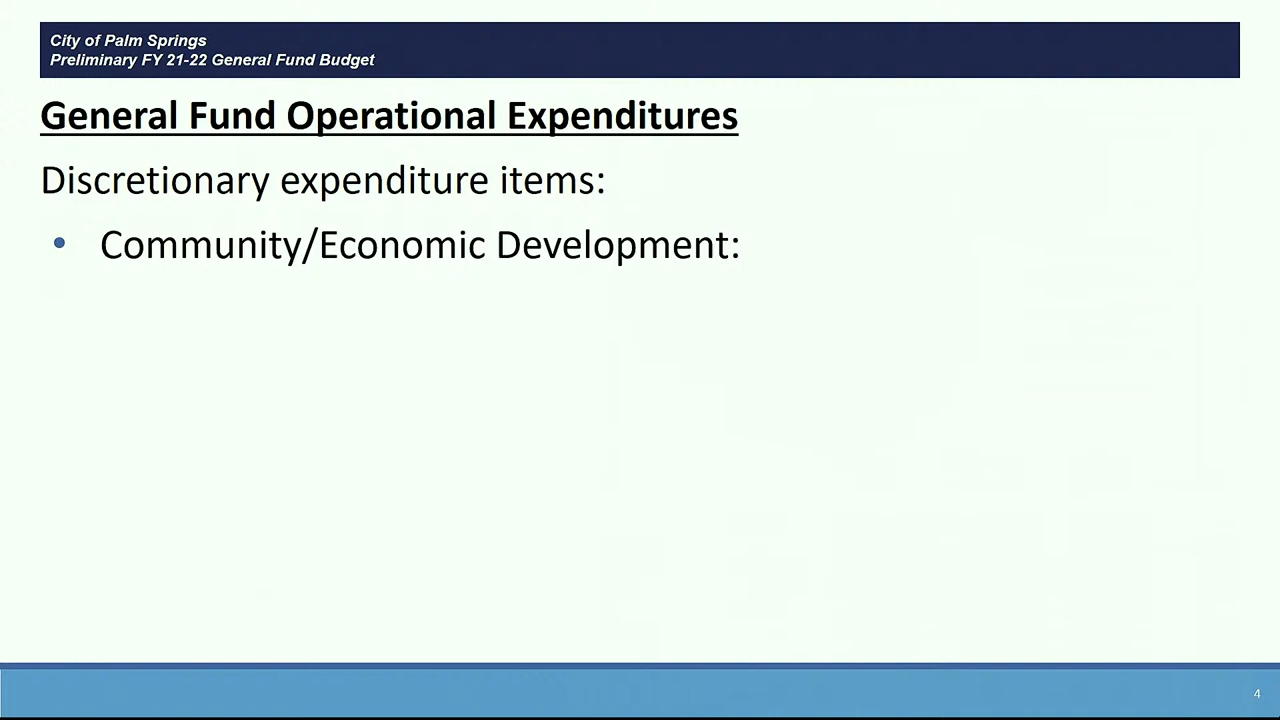 City of Palm Springs
Preliminary FY 21-22 General Fund Budget
General Fund Operational Expenditures
Discretionary expenditure items:
• Community/Economic Development:
4